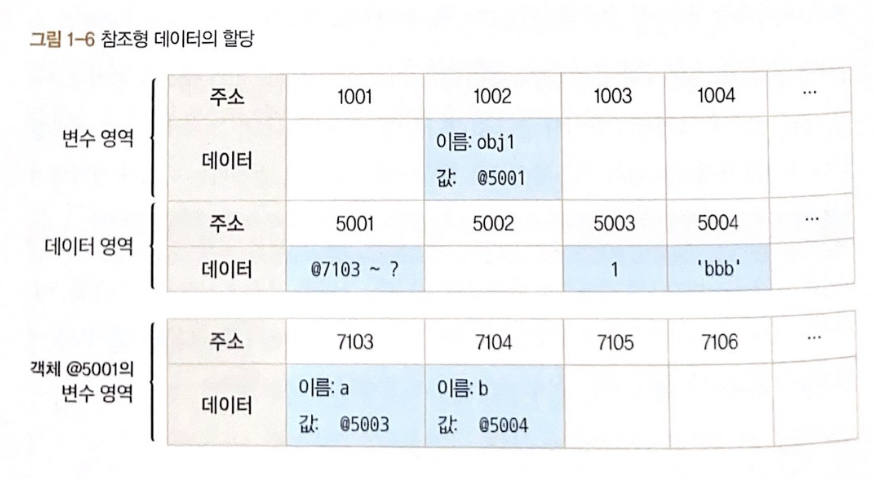 그림 1-6 참조형 데이터의 할당
변수 영역
주소 1001 1002 1003 1004 ...
데이터
이름: obj1
값: @5001
데이터 영역
주소 5001 5002 5003 5004 ...
데이터 @7103 ~ ? 1 'bbb'
객체 @5001의
변수 영역
주소 7103 7104 7105 7106 ...
데이터
이름: a 이름: b
값: @5003 값: @5004